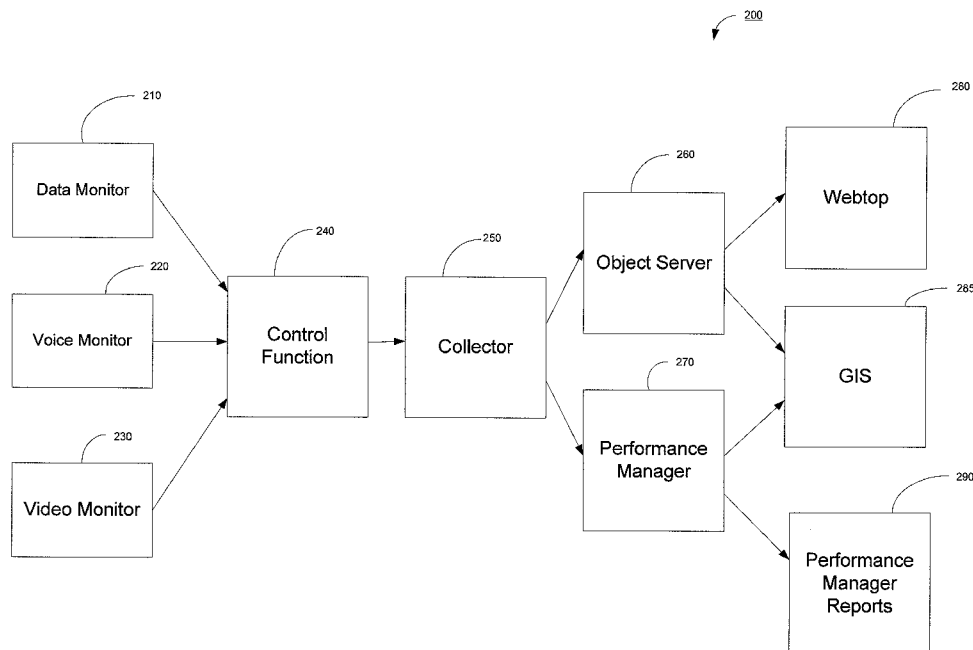 200
210
Data Monitor
220
Voice Monitor
230
Video Monitor
240
Control
Function
250
Collector
260
Object Server
270
Performance
Manager
280
Webtop
285
GIS
290
Performance
Manager
Reports